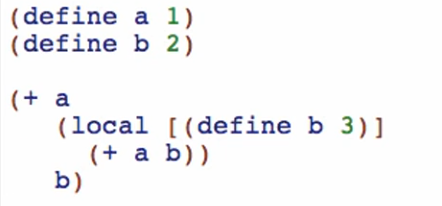 (define a 1)
(define b 2)
(+ a
(local [(define b 3)]
(+ a b))
b)